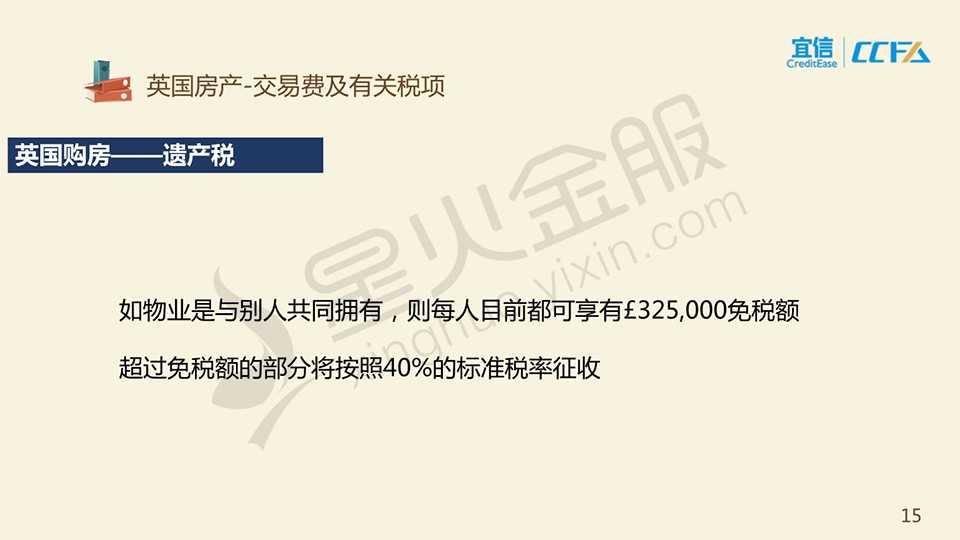 宜信
CreditEase
CCFA
英国房产-交易费及有关税项
英国购房——遗产税
星火金服
xinghuo.yixin.com
如物业是与别人共同拥有，则每人目前都可享有£325,000免税额
超过免税额的部分将按照40%的标准税率征收
15